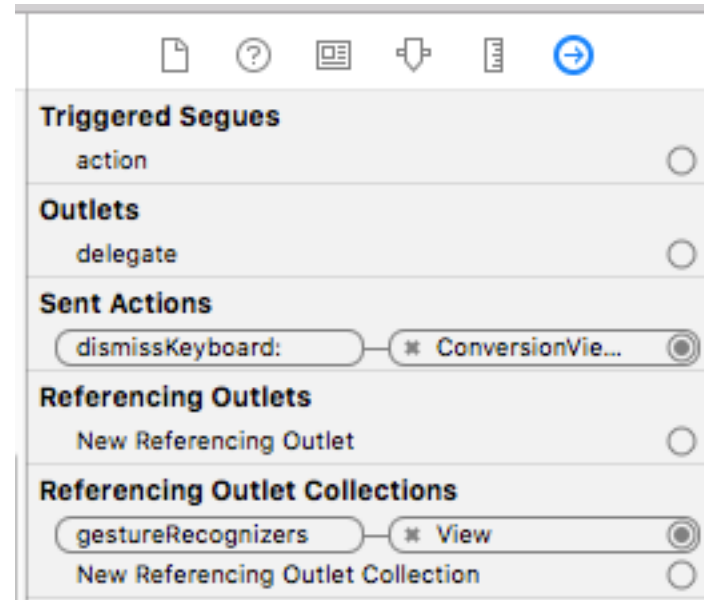 Triggered Segues
action
Outlets
delegate
Sent Actions
dismissKeyboard: ConversionVie...
Referencing Outlets
New Referencing Outlet
Referencing Outlet Collections
gestureRecognizers View
New Referencing Outlet Collection